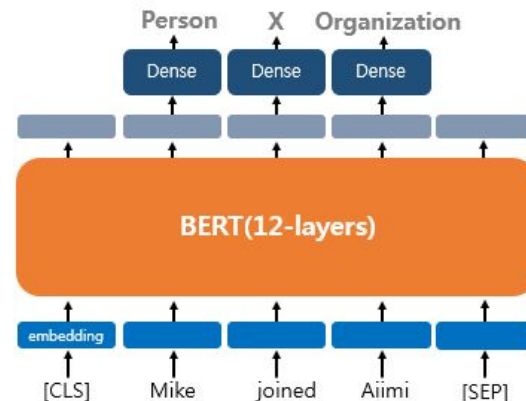 Person X Organization
Dense Dense Dense
BERT(12-layers)
embedding
[CLS] Mike joined Aiimi [SEP]